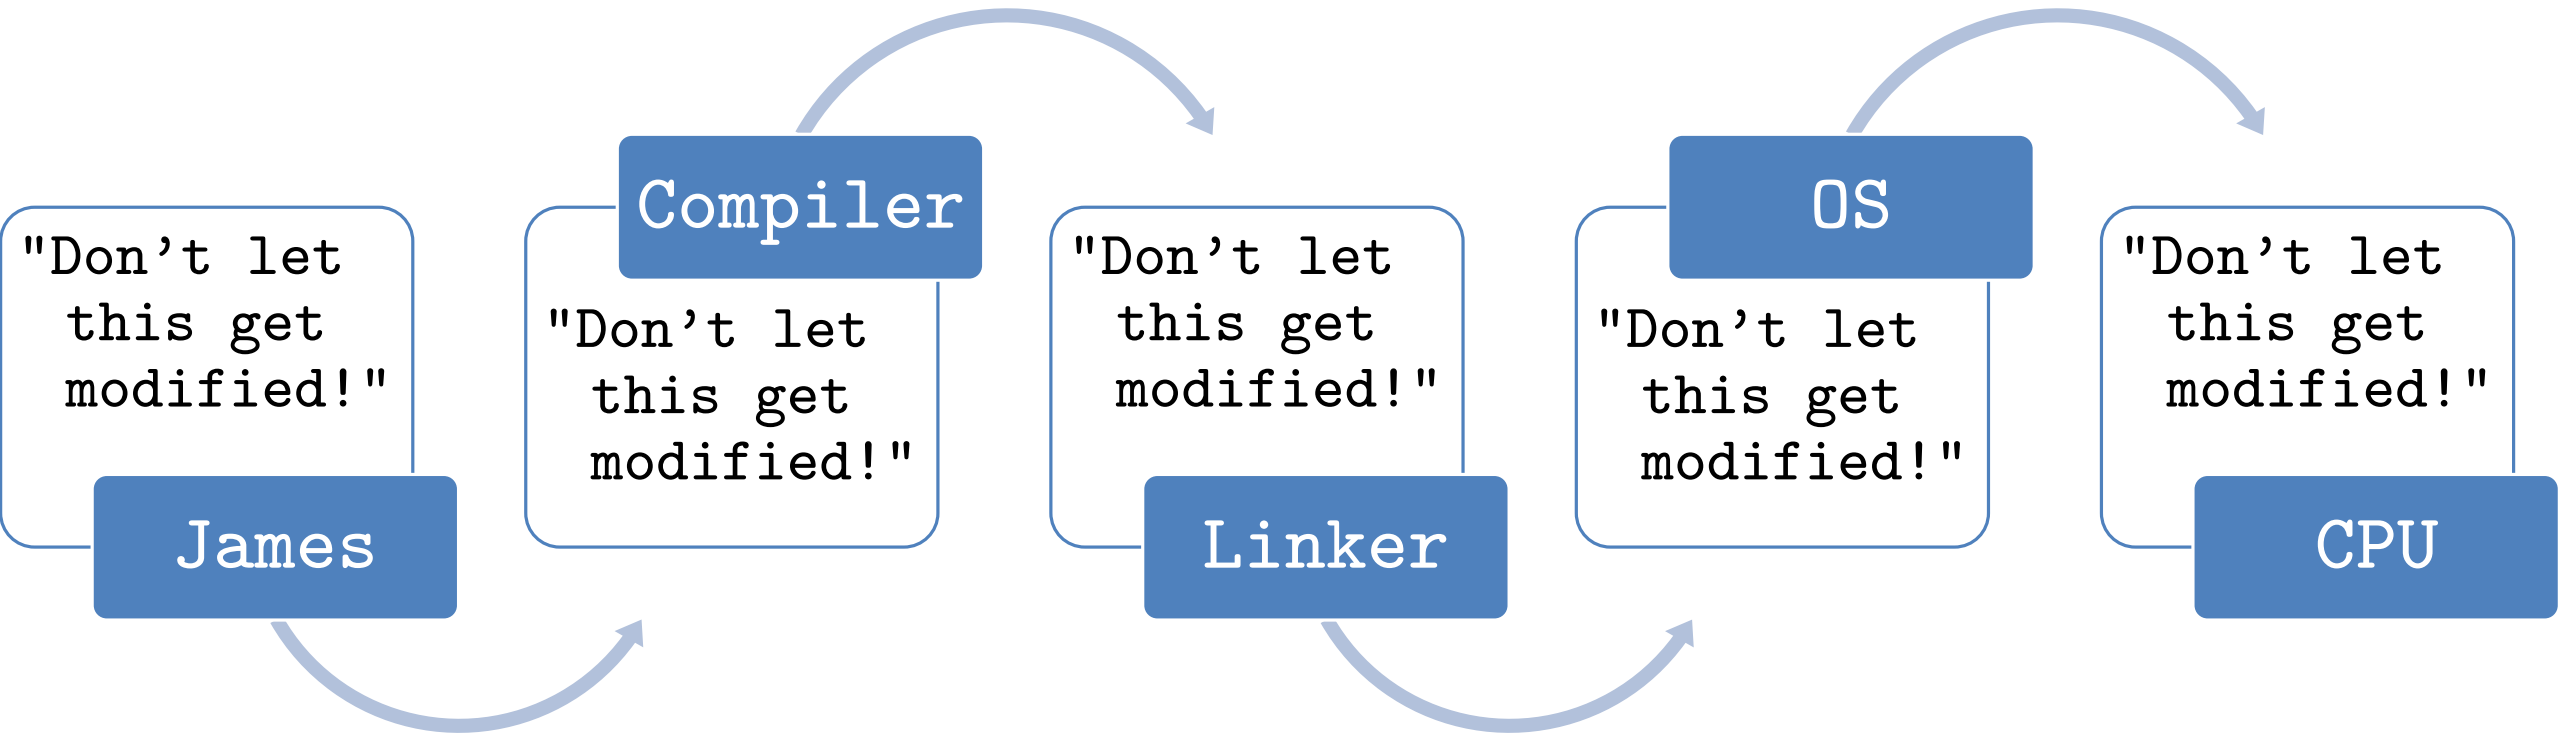 "Don't let
this get
modified!"
James
Compiler
"Don't let
this get
modified!"
"Don't let
this get
modified!"
Linker
OS
"Don't let
this get
modified!"
"Don't let
this get
modified!"
CPU